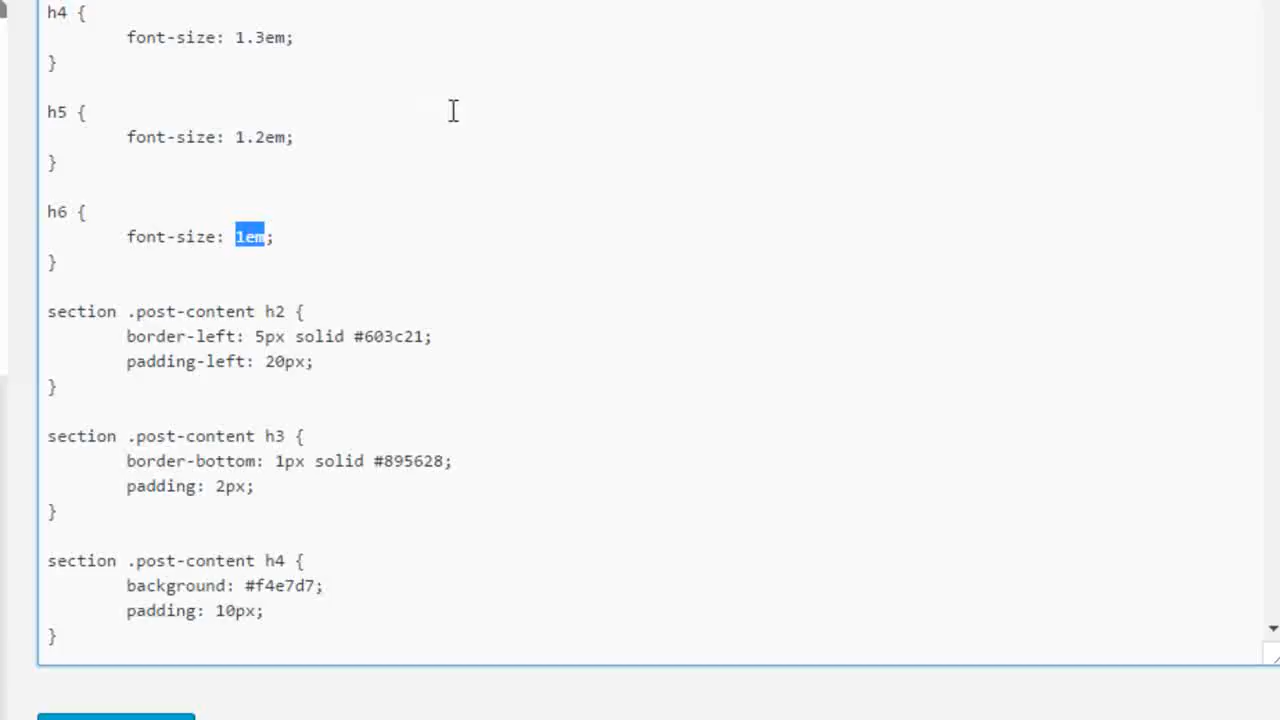 h4 {
font-size: 1.3em;
}
h5 {
font-size: 1.2em;
}
h6 {
font-size: 1em;
}
section .post-content h2 {
border-left: 5px solid #603c21;
padding-left: 20px;
}
section .post-content h3 {
border-bottom: 1px solid #895628;
padding: 2px;
}
section .post-content h4 {
background: #f4e7d7;
padding: 10px;
}